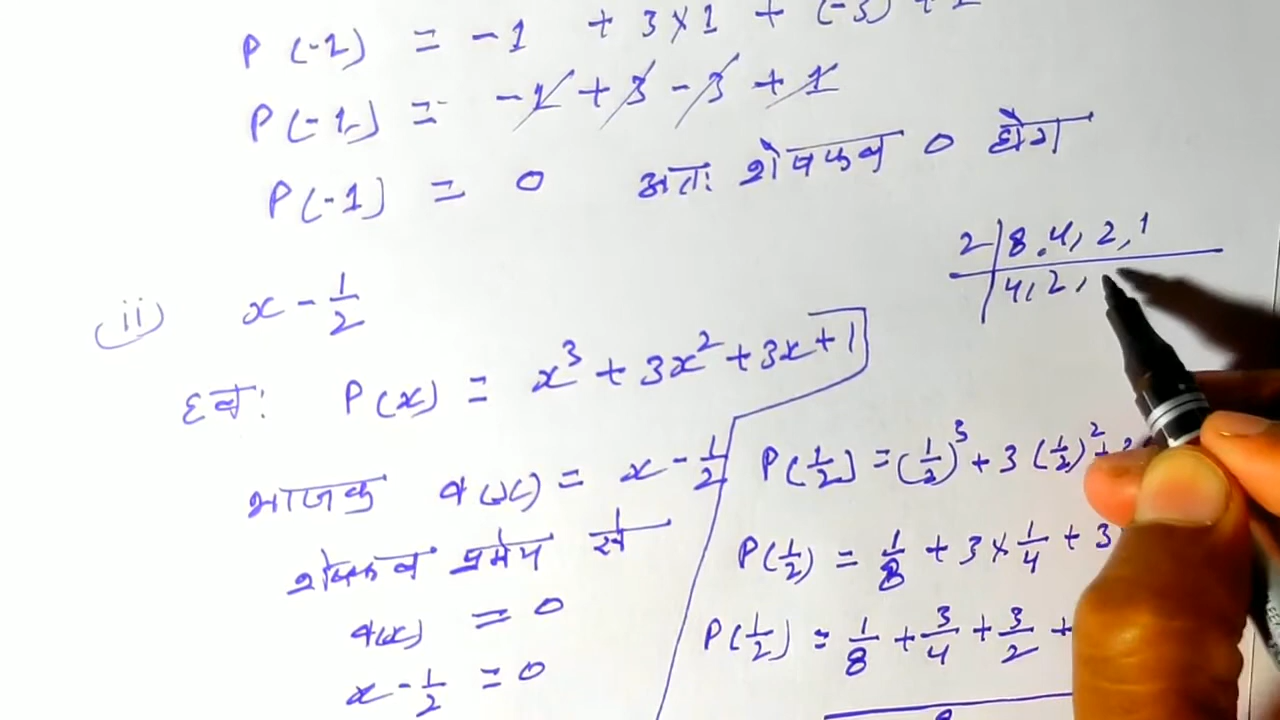 P(-1) = -1 + 3×1 + (-3) + 1
P(-1) = -1 + 3 - 3 + 1
P(-1) = 0 अतः शेषफल 0 होगा
(ii) x - 1/2
2 | 8, 4, 2, 1
4, 2,
हल: P(x) = x³ + 3x² + 3x + 1
भाजक q(x) = x - 1/2
शेषफल प्रमेय से
q(x) = 0
x - 1/2 = 0
P(1/2) = (1/2)³ + 3(1/2)² +
P(1/2) = 1/8 + 3×1/4 + 3
P(1/2) = 1/8 + 3/4 + 3/2 +